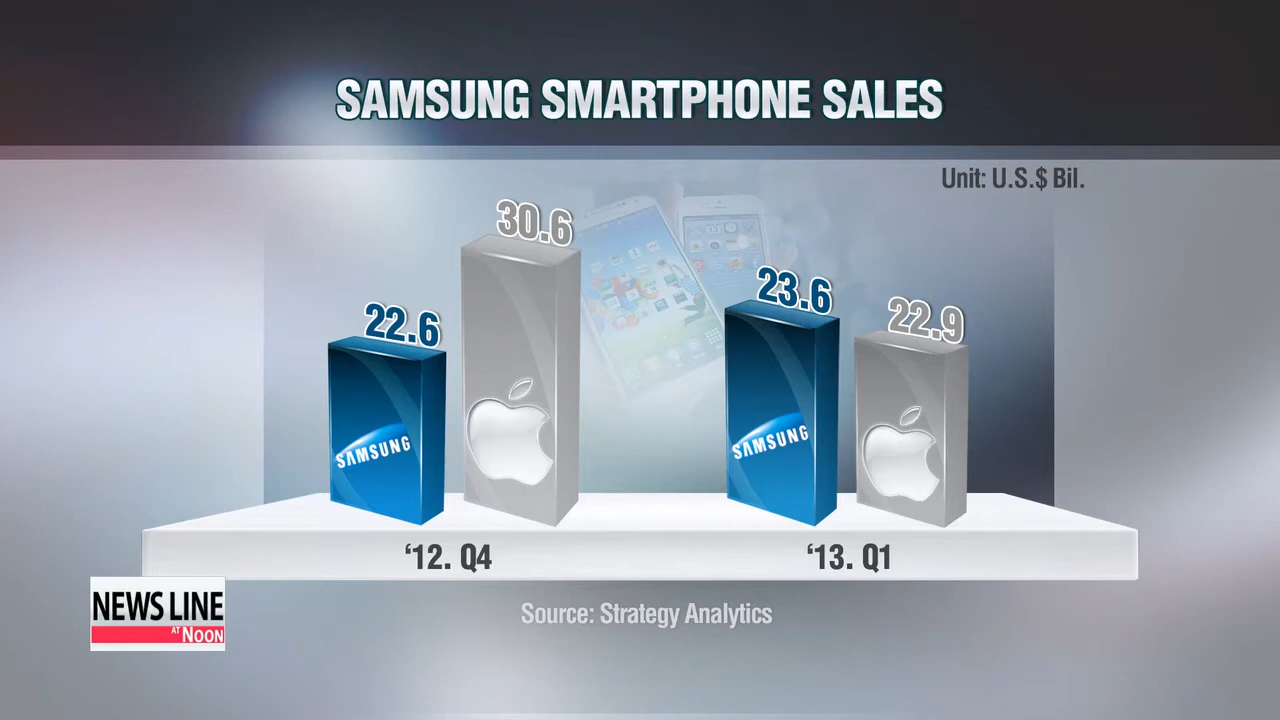 SAMSUNG SMARTPHONE SALES
Unit: U.S.$ Bil.
22.6
30.6
23.6
22.9
SAMSUNG
SAMSUNG
‘12. Q4
‘13. Q1
Source: Strategy Analytics
NEWS LINE
AT NOON